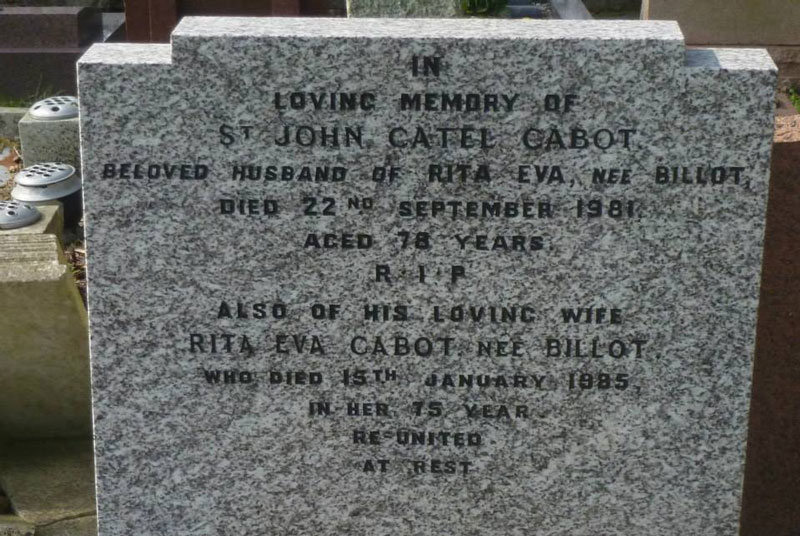 IN
LOVING MEMORY OF
ST JOHN CATEL CABOT
BELOVED HUSBAND OF RITA EVA, NEE BILLOT,
DIED 22ND SEPTEMBER 1981.
AGED 78 YEARS.
R·I·P
ALSO OF HIS LOVING WIFE
RITA EVA CABOT, NEE BILLOT.
WHO DIED 15TH JANUARY 1985,
IN HER 75 YEAR.
RE-UNITED
AT REST